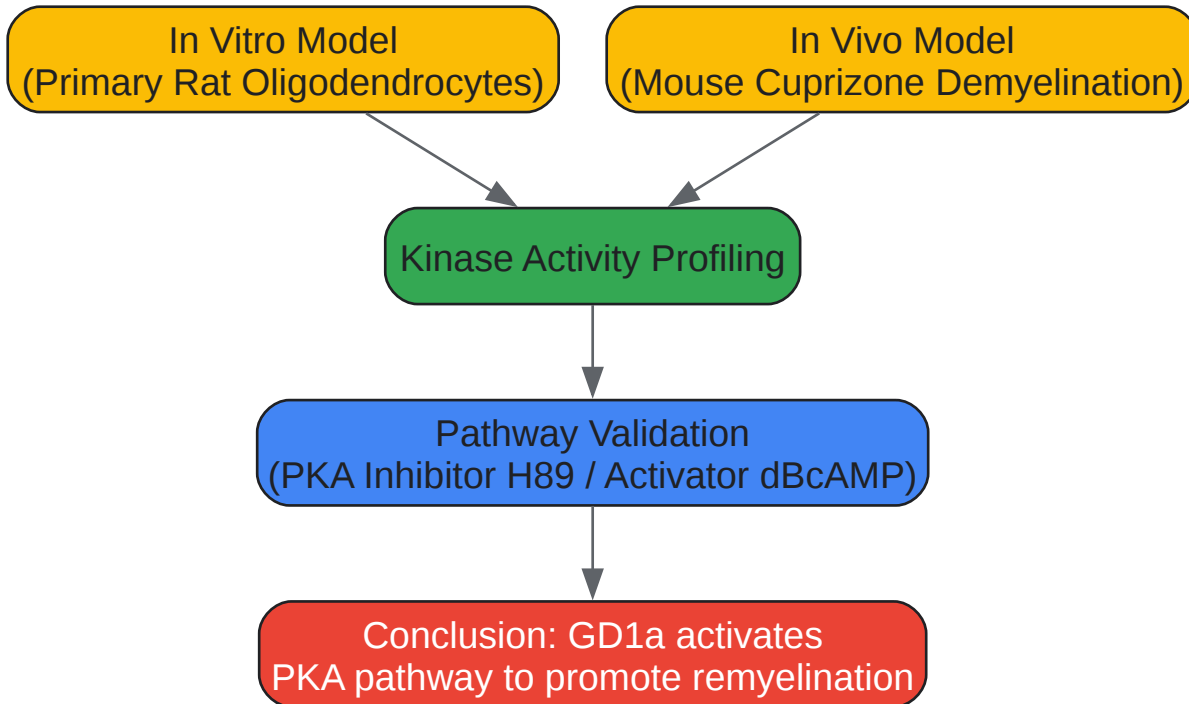 In Vitro Model
(Primary Rat Oligodendrocytes)
In Vivo Model
(Mouse Cuprizone Demyelination)
Kinase Activity Profiling
Pathway Validation
(PKA Inhibitor H89 / Activator dBcAMP)
Conclusion: GD1a activates
PKA pathway to promote remyelination